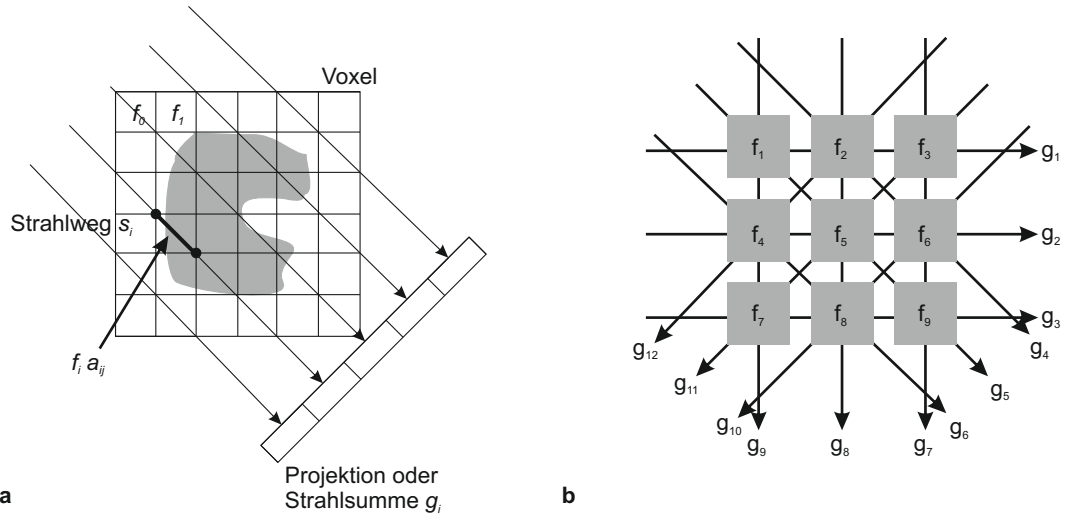 Voxel
f₀ f₁
Strahlweg sᵢ
fᵢ aᵢⱼ
Projektion oder
Strahlsumme gᵢ
a
f₁ f₂ f₃ g₁
f₄ f₅ f₆ g₂
f₇ f₈ f₉ g₃
g₁₂ g₄
g₁₁ g₅
g₁₀ g₆
g₉ g₈ g₇
b